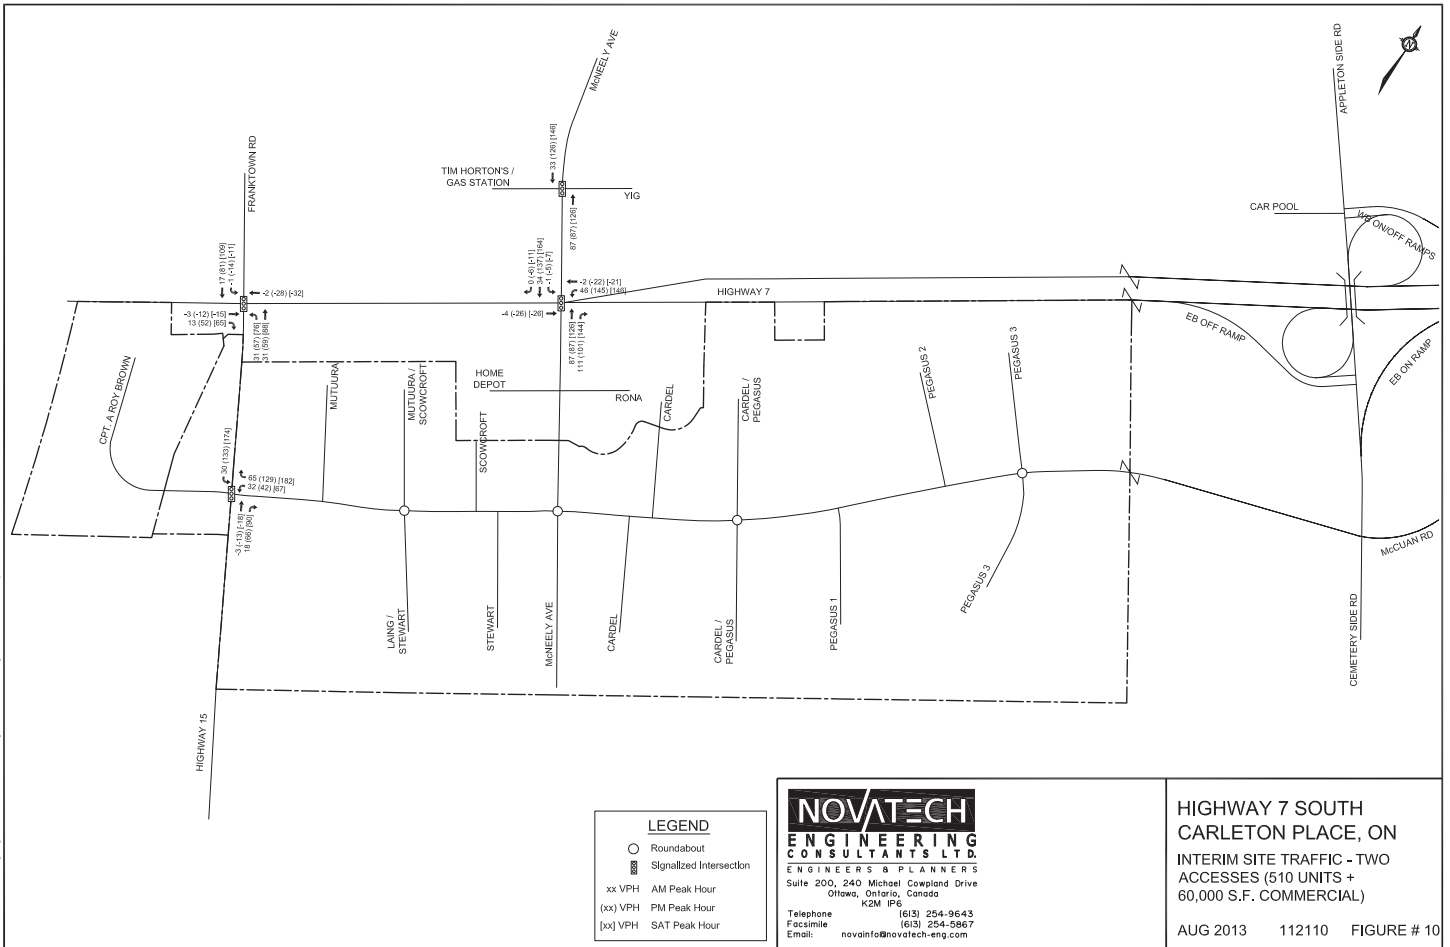 McNEELY AVE
APPLETON SIDE RD
N
FRANKTOWN RD
33 (126) [146]
TIM HORTON'S /
GAS STATION
YIG
87 (87) [126]
CAR POOL
WB ON/OFF RAMPS
17 (81) [109]
-1 (-14) [-11]
-2 (-28) [-32]
0 (-6) [-11]
34 (137) [164]
-1 (-5) [-7]
-2 (-22) [-21]
46 (145) [146]
HIGHWAY 7
-3 (-12) [-15]
13 (52) [65]
31 (57) [76]
31 (59) [88]
-4 (-26) [-26]
87 (87) [126]
111 (101) [144]
EB OFF RAMP
EB ON RAMP
CPT. A ROY BROWN
MUTUURA
MUTUURA /
SCOWCROFT
HOME
DEPOT
RONA
SCOWCROFT
CARDEL
CARDEL /
PEGASUS
PEGASUS 2
PEGASUS 3
30 (133) [174]
65 (129) [182]
32 (42) [67]
-3 (-13) [-18]
18 (66) [90]
McCUAN RD
LAING /
STEWART
STEWART
McNEELY AVE
CARDEL
CARDEL /
PEGASUS
PEGASUS 1
PEGASUS 3
CEMETERY SIDE RD
HIGHWAY 15
LEGEND
Roundabout
Signalized Intersection
xx VPH AM Peak Hour
(xx) VPH PM Peak Hour
[xx] VPH SAT Peak Hour
NOVATECH
ENGINEERING
CONSULTANTS LTD.
ENGINEERS & PLANNERS
Suite 200, 240 Michael Cowpland Drive
Ottawa, Ontario, Canada
K2M 1P6
Telephone (613) 254-9643
Facsimile (613) 254-5867
Email: novainfo@novatech-eng.com
HIGHWAY 7 SOUTH
CARLETON PLACE, ON
INTERIM SITE TRAFFIC - TWO
ACCESSES (510 UNITS +
60,000 S.F. COMMERCIAL)
AUG 2013 112110 FIGURE # 10